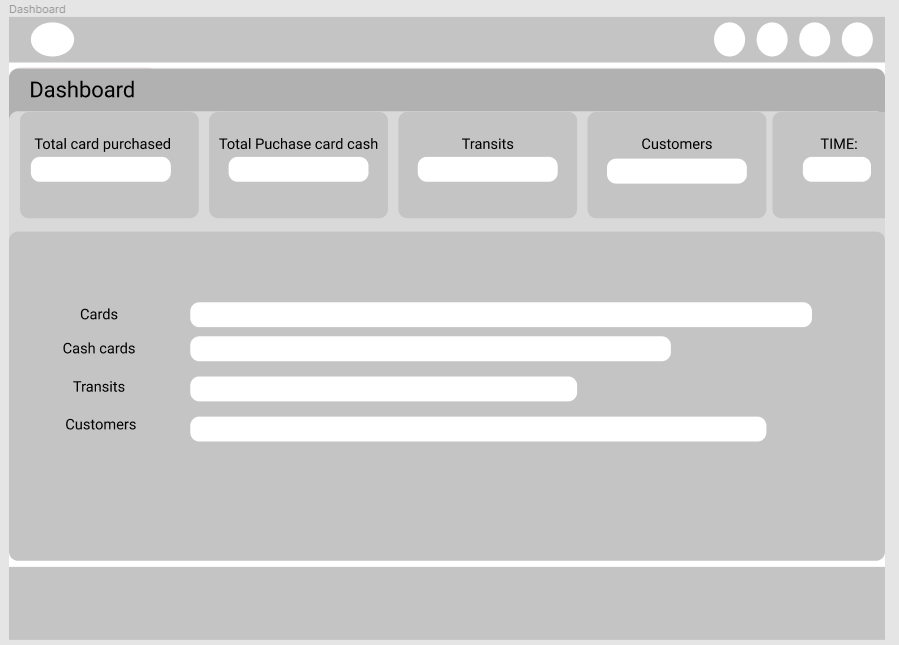 Dashboard
Dashboard
Total card purchased
Total Puchase card cash
Transits
Customers
TIME:
Cards
Cash cards
Transits
Customers